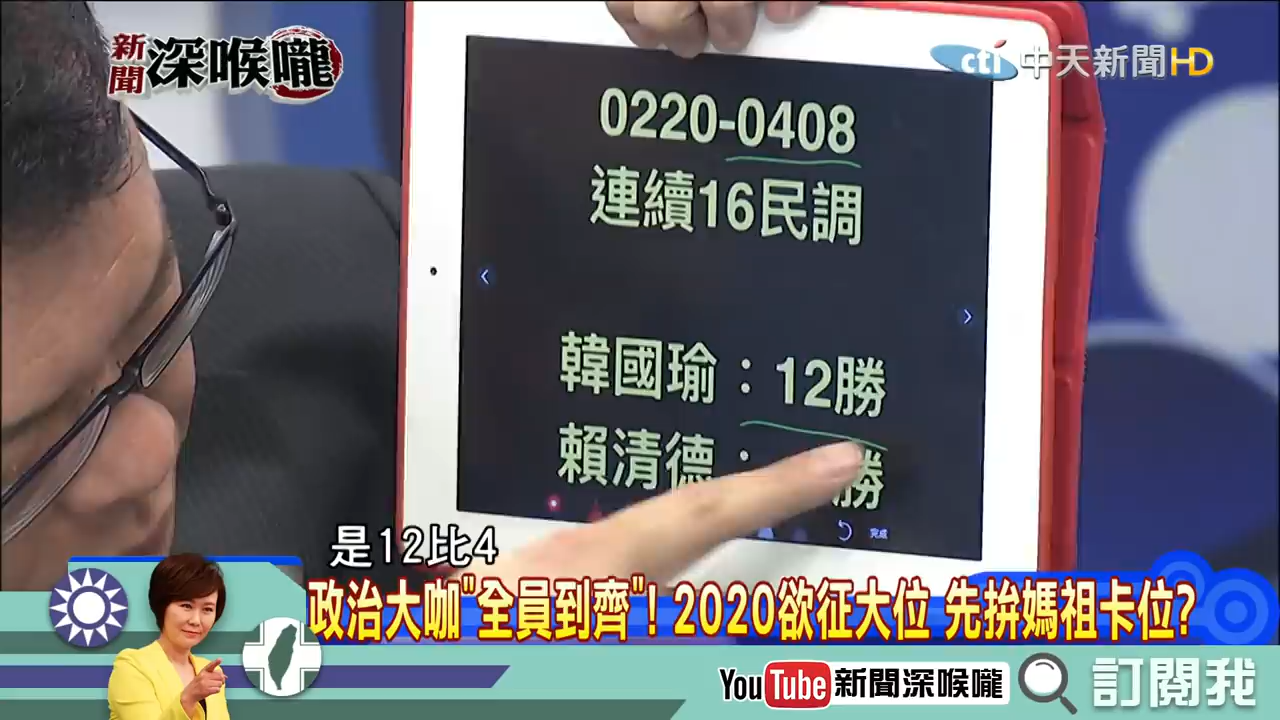 新聞深喉嚨
cti 中天新聞HD
0220-0408
連續16民調
韓國瑜：12勝
賴清德： 勝
完成
是12比4
政治大咖"全員到齊"！2020欲征大位 先拚媽祖卡位？
YouTube 新聞深喉嚨 訂閱我